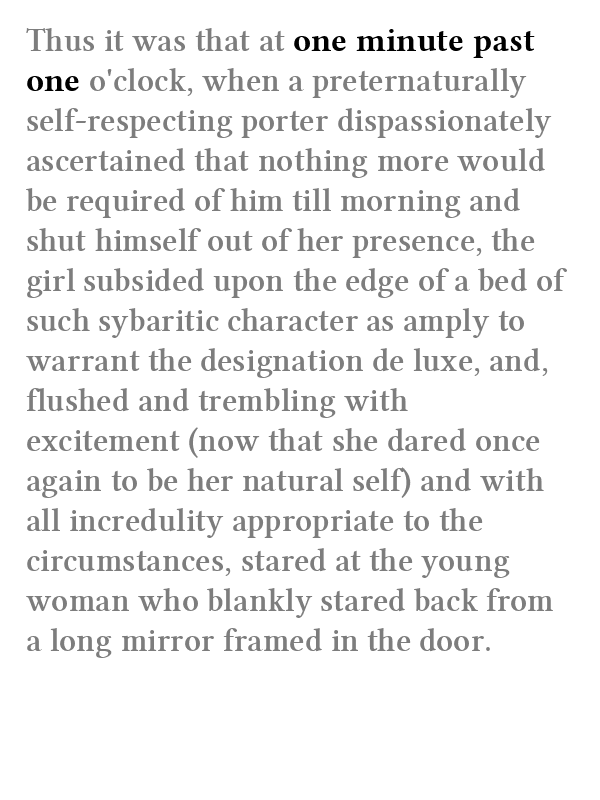 Thus it was that at one minute past
one o'clock, when a preternaturally
self-respecting porter dispassionately
ascertained that nothing more would
be required of him till morning and
shut himself out of her presence, the
girl subsided upon the edge of a bed of
such sybaritic character as amply to
warrant the designation de luxe, and,
flushed and trembling with
excitement (now that she dared once
again to be her natural self) and with
all incredulity appropriate to the
circumstances, stared at the young
woman who blankly stared back from
a long mirror framed in the door.